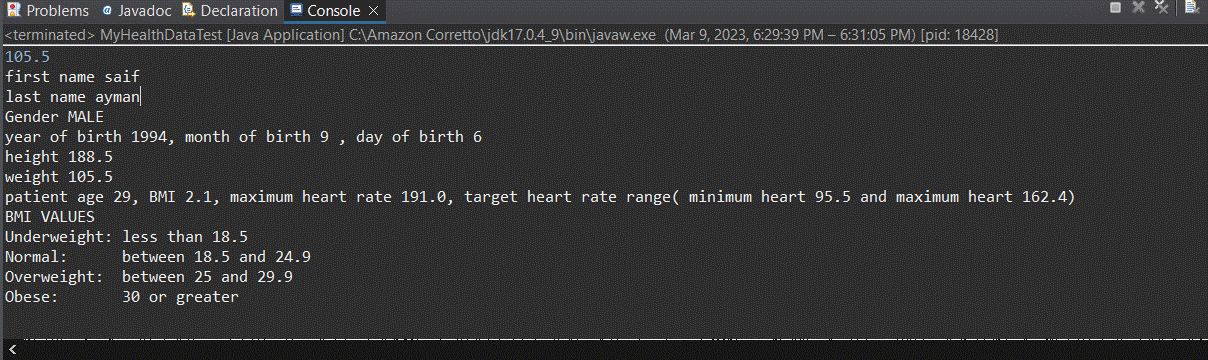 Problems @ Javadoc Declaration Console
<terminated> MyHealthDataTest [Java Application] C:\Amazon Corretto\jdk17.0.4_9\bin\javaw.exe (Mar 9, 2023, 6:29:39 PM – 6:31:05 PM) [pid: 18428]
105.5
first name saif
last name ayman
Gender MALE
year of birth 1994, month of birth 9 , day of birth 6
height 188.5
weight 105.5
patient age 29, BMI 2.1, maximum heart rate 191.0, target heart rate range( minimum heart 95.5 and maximum heart 162.4)
BMI VALUES
Underweight: less than 18.5
Normal:      between 18.5 and 24.9
Overweight:  between 25 and 29.9
Obese:       30 or greater